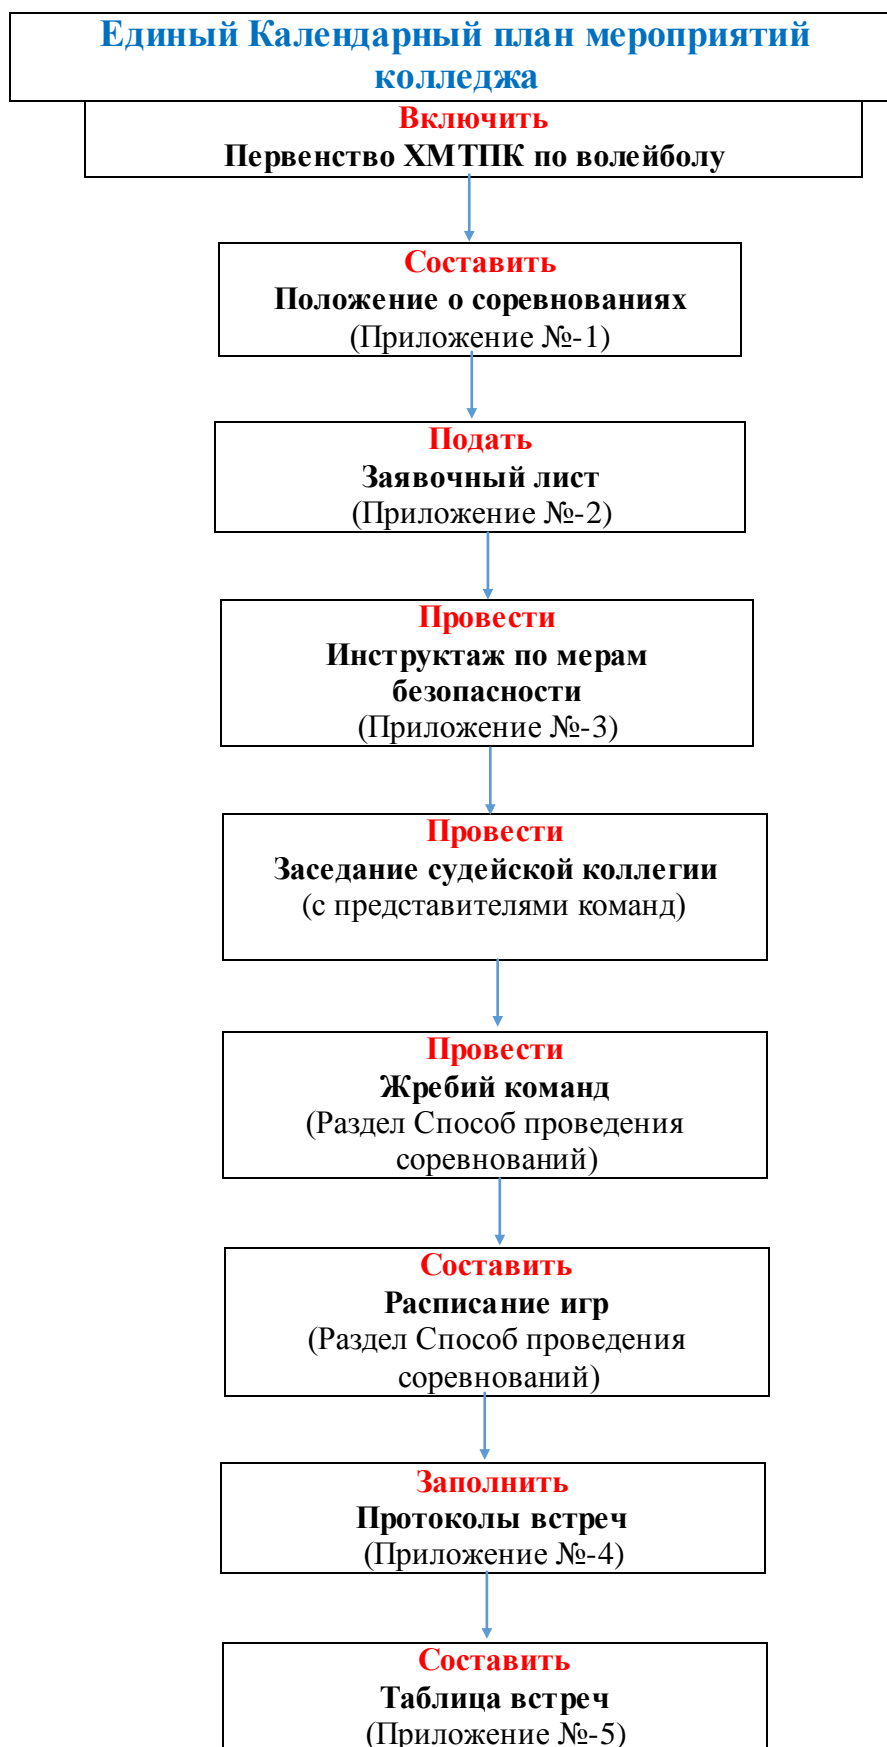 Единый Календарный план мероприятий
колледжа
Включить
Первенство ХМТПК по волейболу
Составить
Положение о соревнованиях
(Приложение №-1)
Подать
Заявочный лист
(Приложение №-2)
Провести
Инструктаж по мерам
безопасности
(Приложение №-3)
Провести
Заседание судейской коллегии
(с представителями команд)
Провести
Жребий команд
(Раздел Способ проведения
соревнований)
Составить
Расписание игр
(Раздел Способ проведения
соревнований)
Заполнить
Протоколы встреч
(Приложение №-4)
Составить
Таблица встреч
(Приложение №-5)